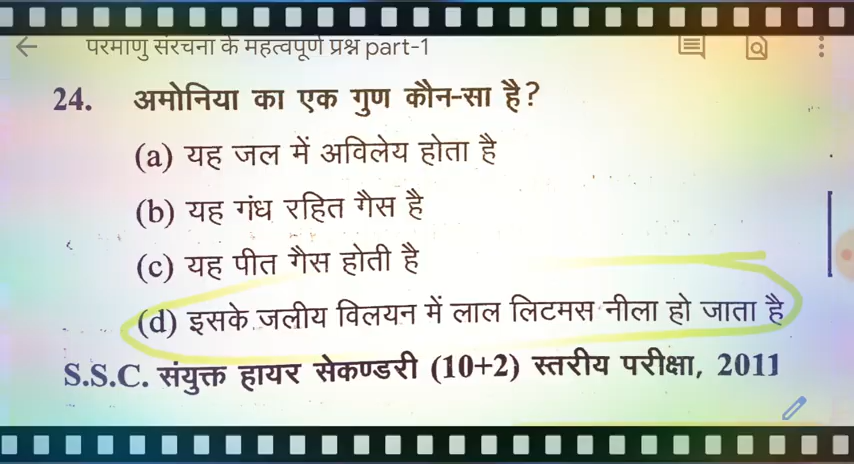 परमाणु संरचना के महत्वपूर्ण प्रश्न part-1
24. अमोनिया का एक गुण कौन-सा है?
(a) यह जल में अविलेय होता है
(b) यह गंध रहित गैस है
(c) यह पीत गैस होती है
(d) इसके जलीय विलयन में लाल लिटमस नीला हो जाता है
S.S.C. संयुक्त हायर सेकण्डरी (10+2) स्तरीय परीक्षा, 2011